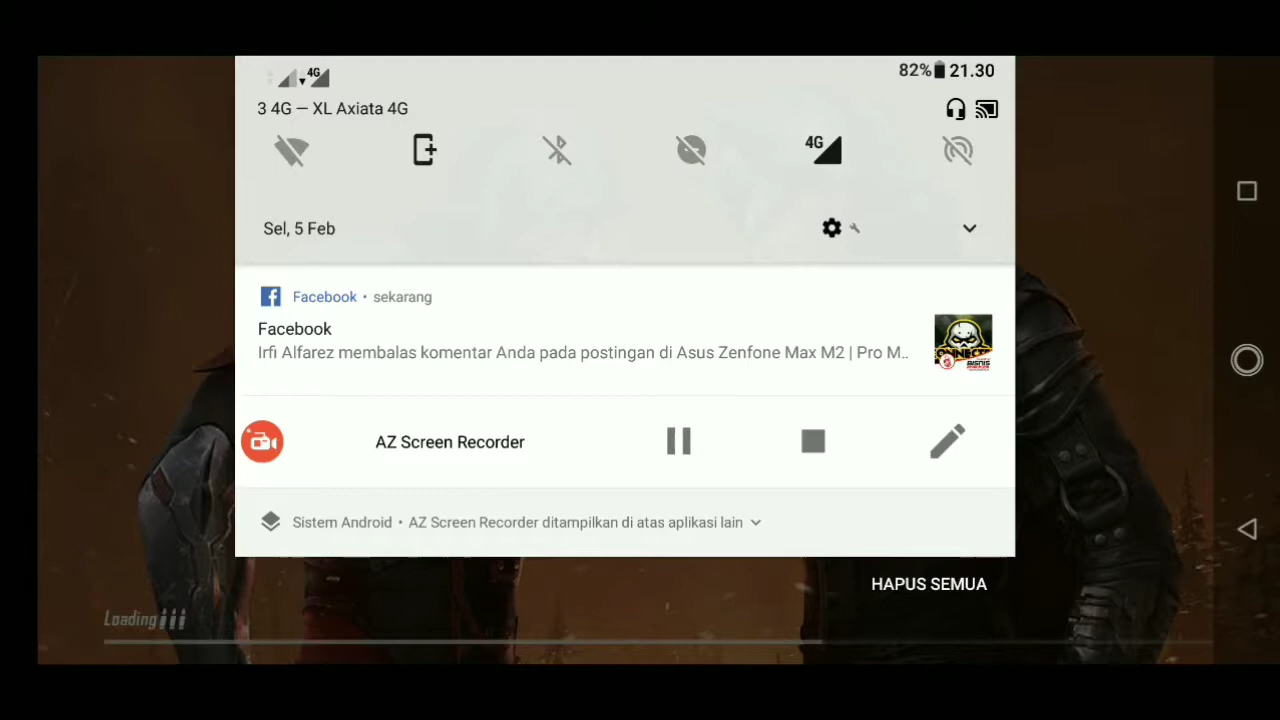 4G
82% 21.30
3 4G — XL Axiata 4G
4G
Sel, 5 Feb
Facebook • sekarang
Facebook
Irfi Alfarez membalas komentar Anda pada postingan di Asus Zenfone Max M2 | Pro M..
AZ Screen Recorder
Sistem Android • AZ Screen Recorder ditampilkan di atas aplikasi lain
HAPUS SEMUA
Loading